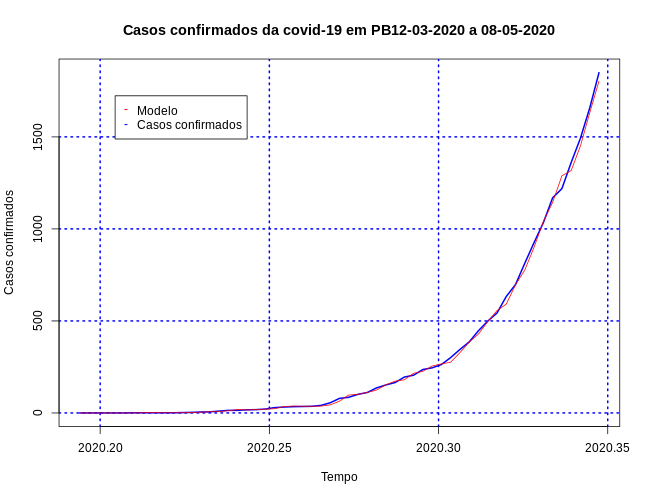 Casos confirmados da covid-19 em PB12-03-2020 a 08-05-2020
- Modelo
- Casos confirmados
Casos confirmados
1500
1000
500
0
2020.20 2020.25 2020.30 2020.35
Tempo